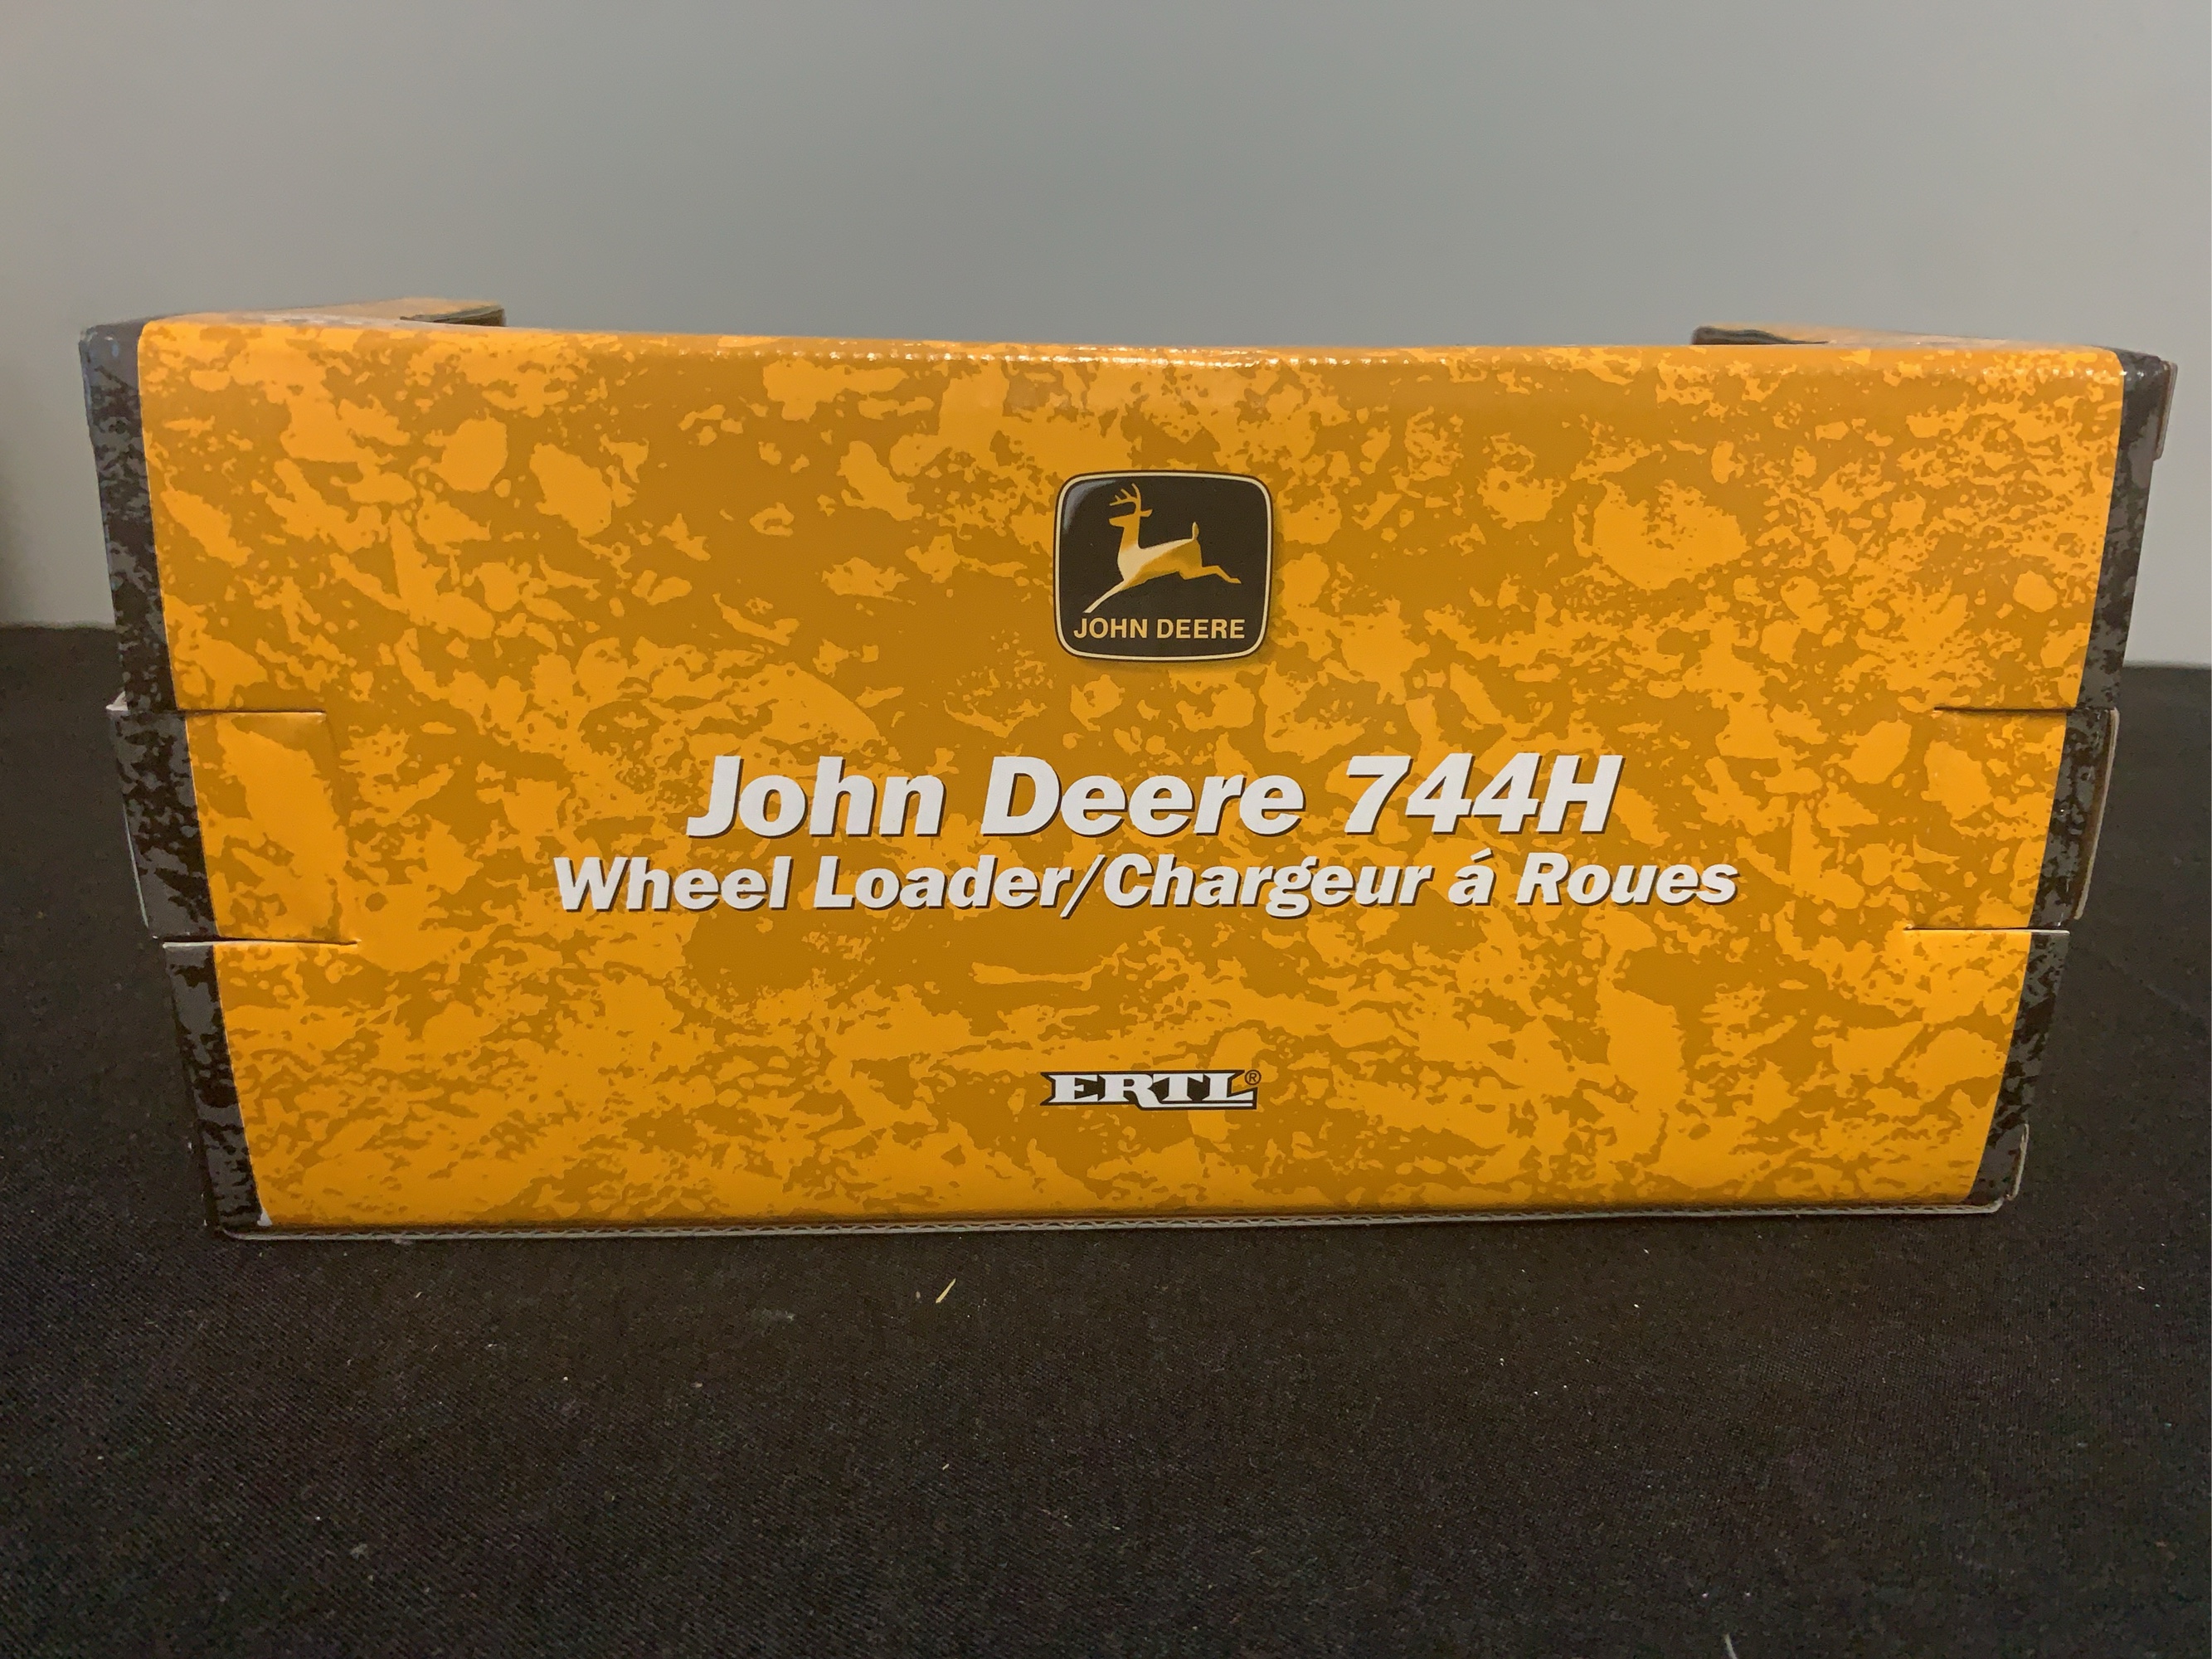 JOHN DEERE
John Deere 744H
Wheel Loader/Chargeur á Roues
ERTL®